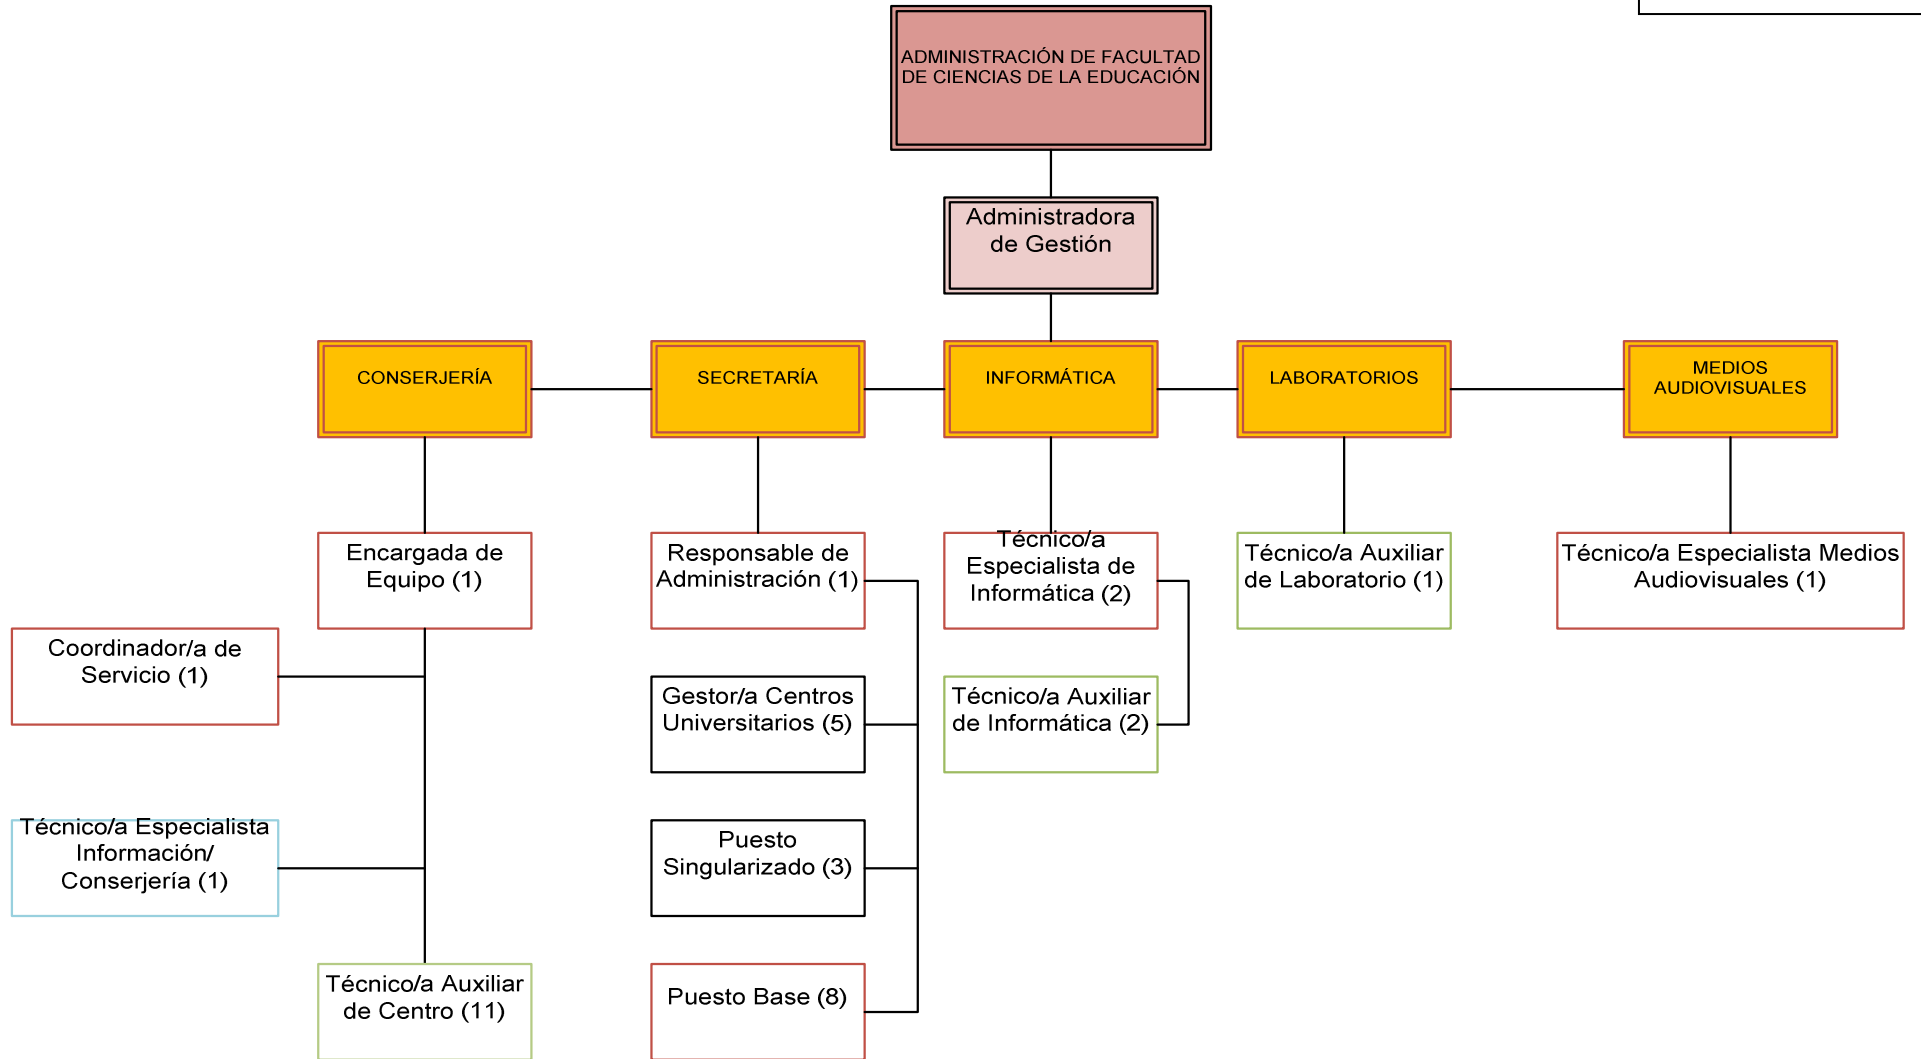 ADMINISTRACIÓN DE FACULTAD
DE CIENCIAS DE LA EDUCACIÓN
Administradora
de Gestión
CONSERJERÍA
SECRETARÍA
INFORMÁTICA
LABORATORIOS
MEDIOS
AUDIOVISUALES
Encargada de
Equipo (1)
Responsable de
Administración (1)
Técnico/a
Especialista de
Informática (2)
Técnico/a Auxiliar
de Laboratorio (1)
Técnico/a Especialista Medios
Audiovisuales (1)
Coordinador/a de
Servicio (1)
Gestor/a Centros
Universitarios (5)
Técnico/a Auxiliar
de Informática (2)
Técnico/a Especialista
Información/
Conserjería (1)
Puesto
Singularizado (3)
Técnico/a Auxiliar
de Centro (11)
Puesto Base (8)